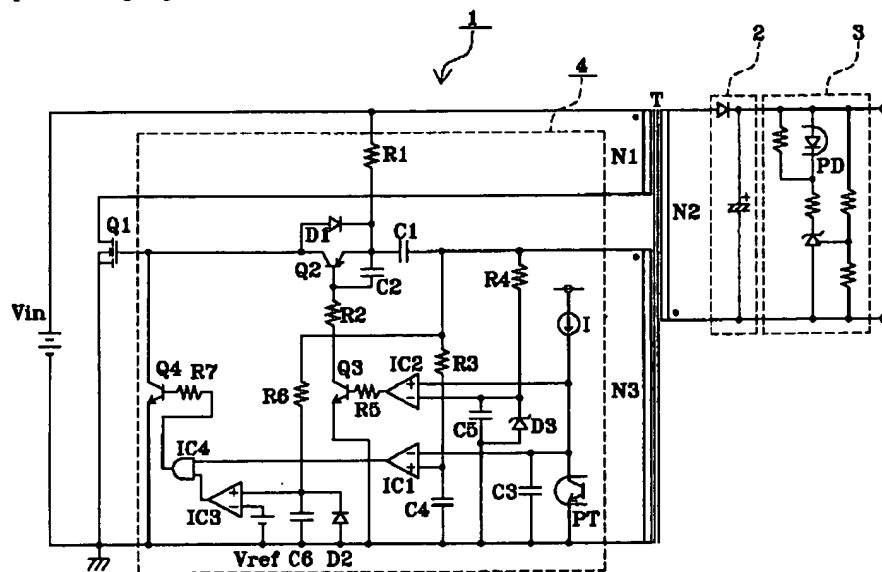 1
2
3
4
T
R1
N1
PD
Q1
D1
C1
N2
Q2
C2
R4
Vin
R2
I
Q4
R7
Q3
IC2
R3
R6
N3
R5
C5
D3
IC4
IC1
C3
IC3
C4
PT
Vref
C6
D2